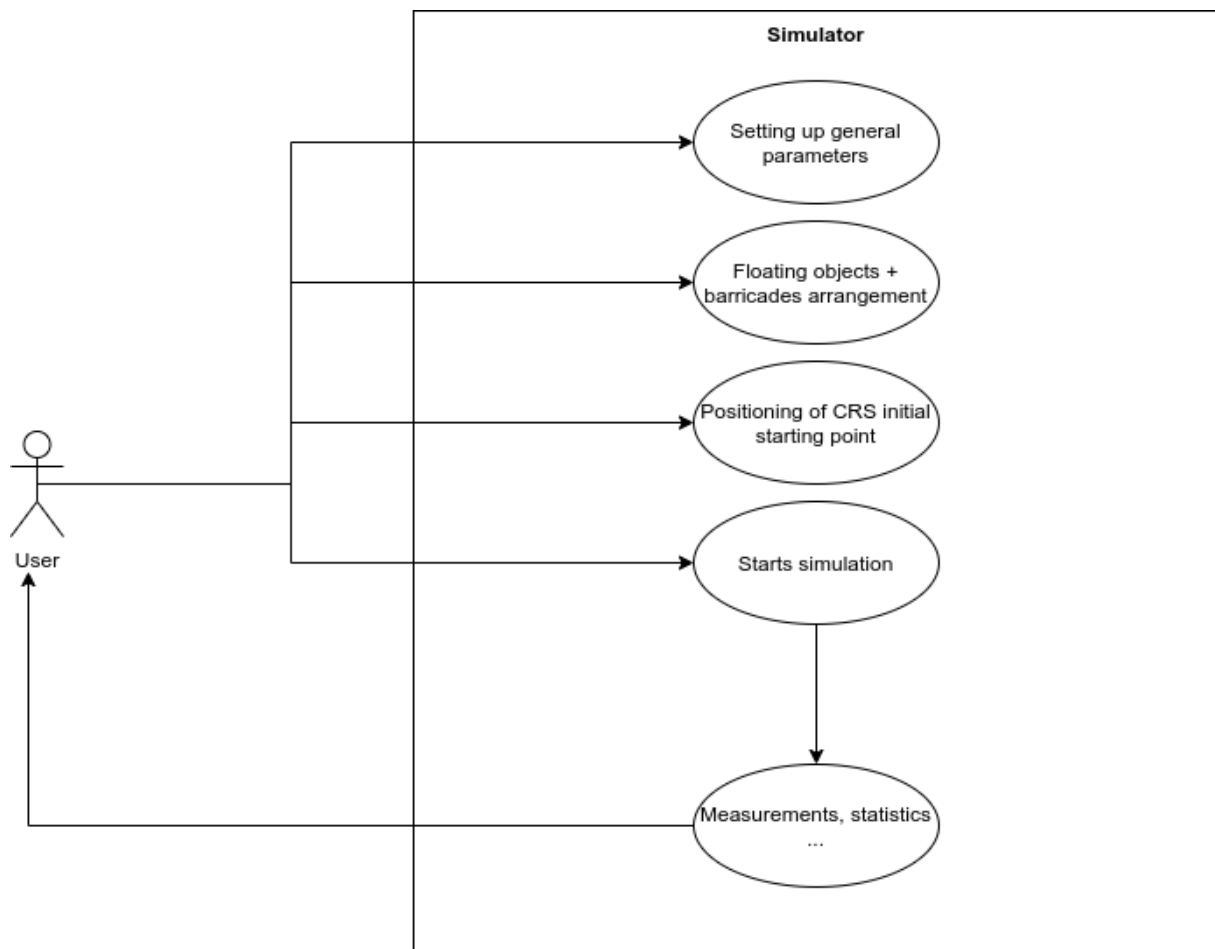 Simulator
Setting up general
parameters
Floating objects +
barricades arrangement
Positioning of CRS initial
starting point
User
Starts simulation
Measurements, statistics
...